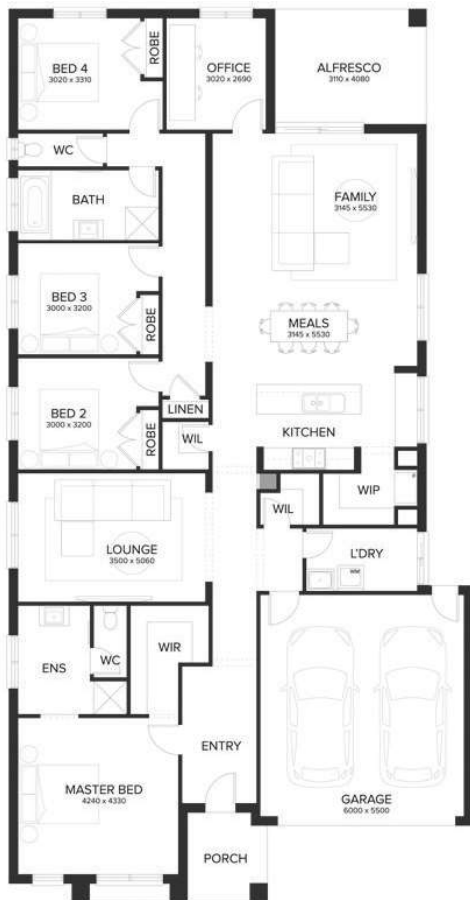 BED 4
3020 x 3310
ROBE
OFFICE
3020 x 2690
ALFRESCO
3110 x 4080
WC
BATH
FAMILY
3145 x 5530
BED 3
3000 x 3200
ROBE
MEALS
3145 x 5530
BED 2
3000 x 3200
ROBE
LINEN
WIL
KITCHEN
WIL
WIP
LOUNGE
3500 x 5060
L'DRY
WM
ENS
WC
WIR
ENTRY
MASTER BED
4240 x 4330
GARAGE
6000 x 5500
PORCH